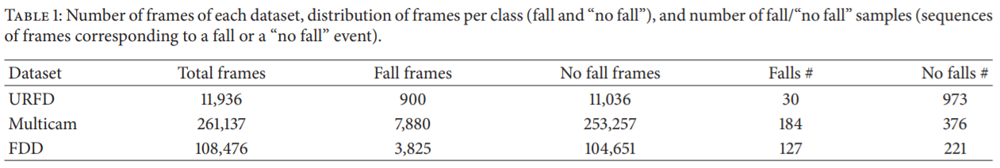 TABLE 1: Number of frames of each dataset, distribution of frames per class (fall and “no fall”), and number of fall/“no fall” samples (sequences
of frames corresponding to a fall or a “no fall” event).
Dataset Total frames Fall frames No fall frames Falls # No falls #
URFD 11,936 900 11,036 30 973
Multicam 261,137 7,880 253,257 184 376
FDD 108,476 3,825 104,651 127 221